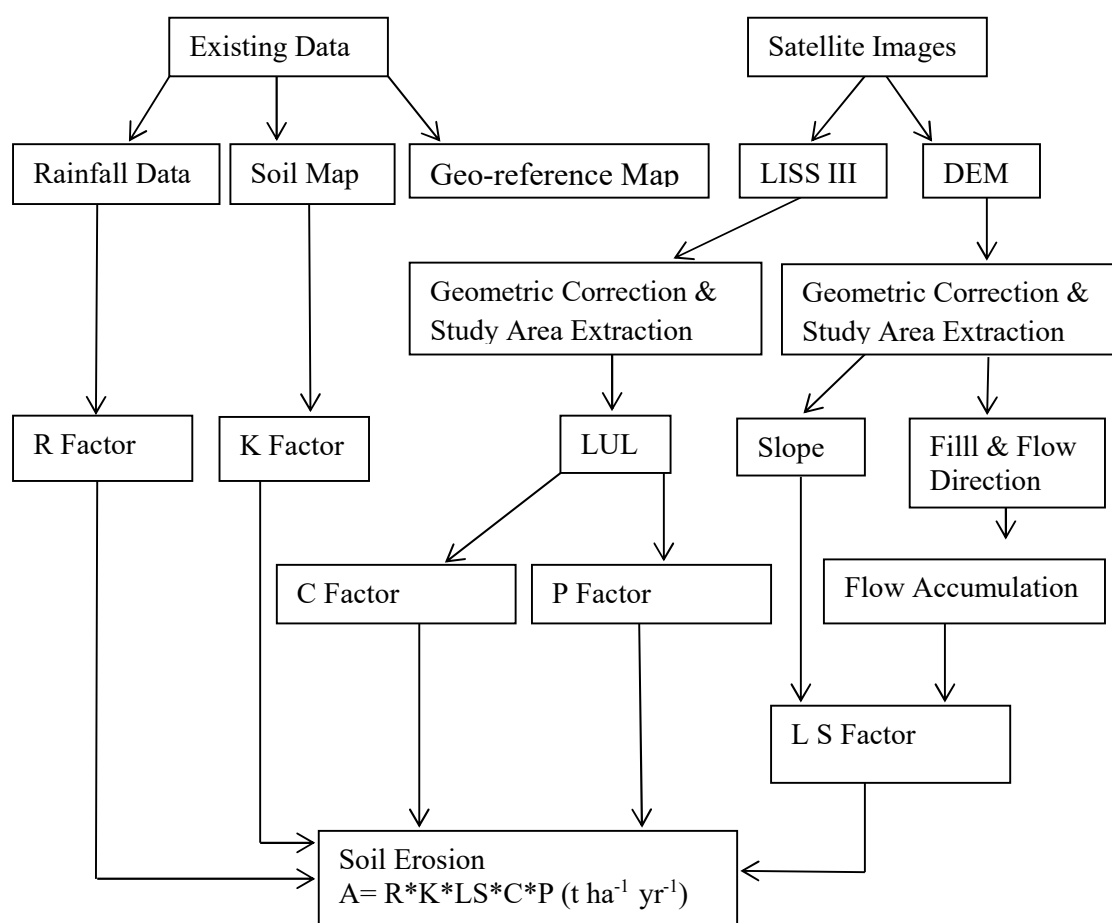 Existing Data
Satellite Images
Rainfall Data
Soil Map
Geo-reference Map
LISS III
DEM
Geometric Correction &
Study Area Extraction
Geometric Correction &
Study Area Extraction
R Factor
K Factor
LUL
Slope
Filll & Flow
Direction
C Factor
P Factor
Flow Accumulation
L S Factor
Soil Erosion
A= R*K*LS*C*P (t ha⁻¹ yr⁻¹)